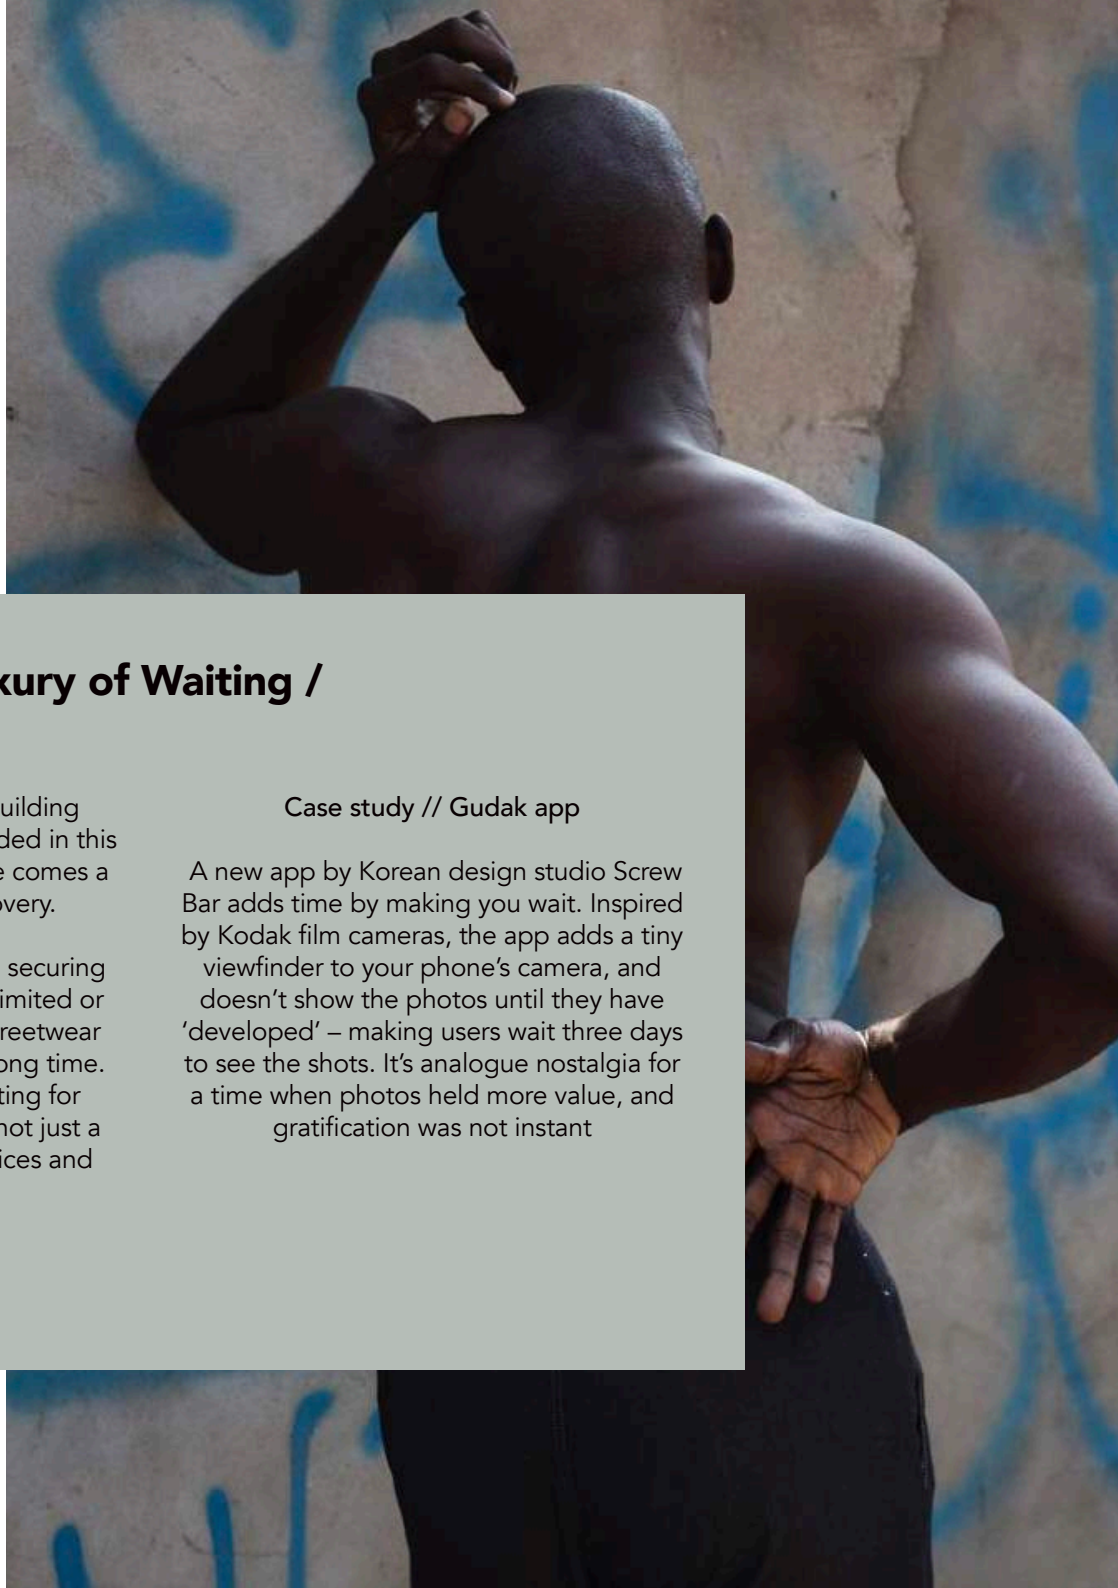 xury of Waiting /
uilding
ded in this
e comes a
overy.
securing
imited or
reetwear
ong time.
ting for
not just a
ices and
Case study // Gudak app
A new app by Korean design studio Screw
Bar adds time by making you wait. Inspired
by Kodak film cameras, the app adds a tiny
viewfinder to your phone’s camera, and
doesn’t show the photos until they have
‘developed’ – making users wait three days
to see the shots. It’s analogue nostalgia for
a time when photos held more value, and
gratification was not instant